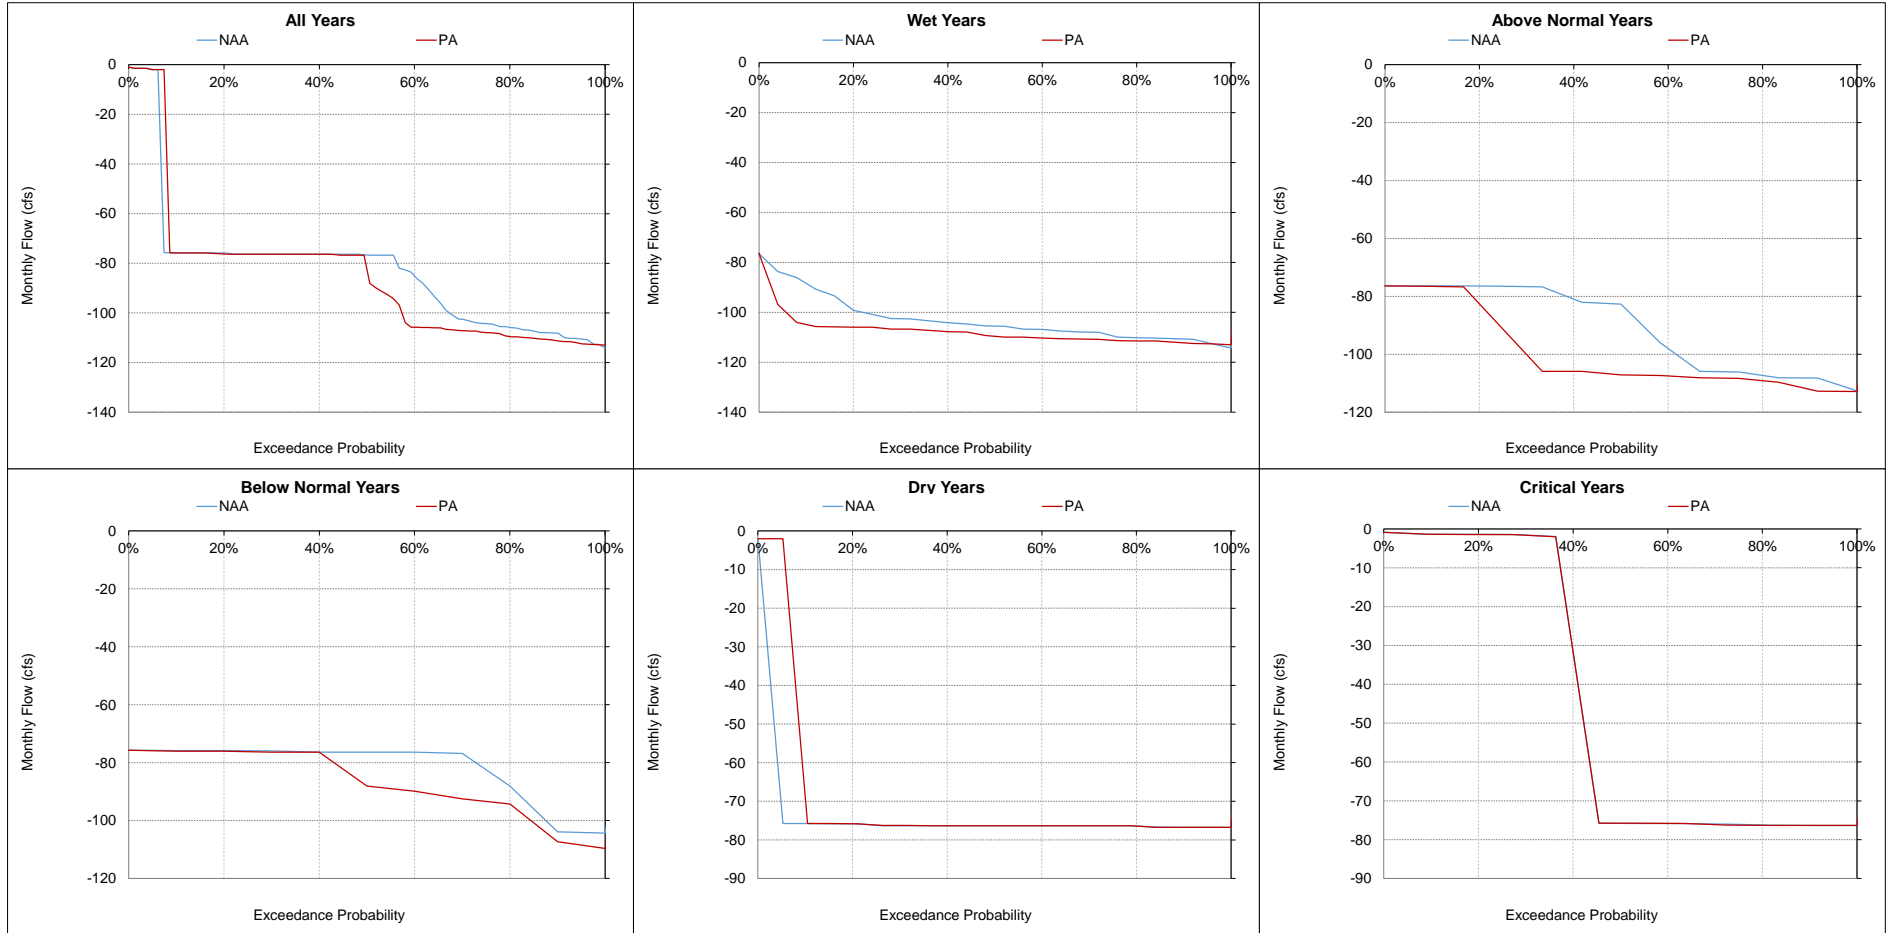 All Years
NAA PA
0
-20
-40
-60
-80
-100
-120
-140
0% 20% 40% 60% 80% 100%
Monthly Flow (cfs)
Exceedance Probability
Wet Years
NAA PA
0
-20
-40
-60
-80
-100
-120
-140
0% 20% 40% 60% 80% 100%
Monthly Flow (cfs)
Exceedance Probability
Above Normal Years
NAA PA
0
-20
-40
-60
-80
-100
-120
0% 20% 40% 60% 80% 100%
Monthly Flow (cfs)
Exceedance Probability
Below Normal Years
NAA PA
0
-20
-40
-60
-80
-100
-120
0% 20% 40% 60% 80% 100%
Monthly Flow (cfs)
Exceedance Probability
Dry Years
NAA PA
0
-10
-20
-30
-40
-50
-60
-70
-80
-90
0% 20% 40% 60% 80% 100%
Monthly Flow (cfs)
Exceedance Probability
Critical Years
NAA PA
0
-10
-20
-30
-40
-50
-60
-70
-80
-90
0% 20% 40% 60% 80% 100%
Monthly Flow (cfs)
Exceedance Probability